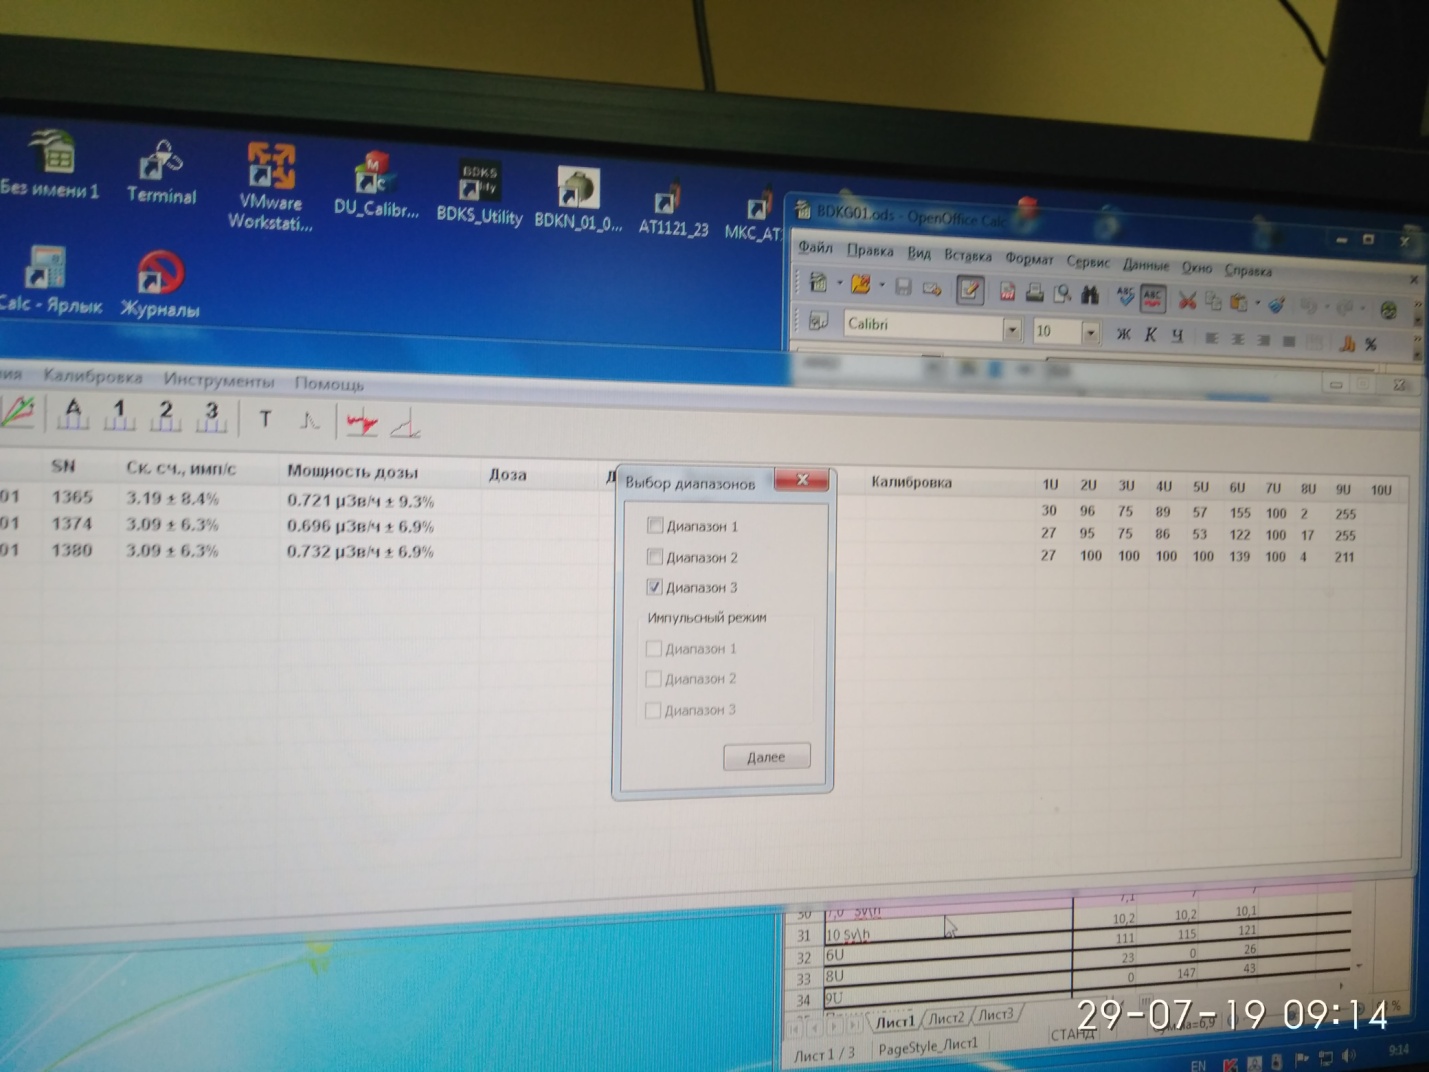 Без имени 1
Terminal
VMware
Workstati...
DU_Calibr...
BDKS
BDKS_Utility
BDKN_01_0...
AT1121_23
МКС_АТ
Calc - Ярлык
Журналы
BDKG01.ods - OpenOffice Calc
Файл Правка Вид Вставка Формат Сервис Данные Окно Справка
Calibri 10 Ж К Ч
Калибровка Инструменты Помощь
A 1 2 3 T
SN Ск. сч., имп/с Мощность дозы Доза Калибровка 1U 2U 3U 4U 5U 6U 7U 8U 9U 10U
01 1365 3.19 ± 8.4% 0.721 µЗв/ч ± 9.3% 30 96 75 89 57 155 100 2 255
01 1374 3.09 ± 6.3% 0.696 µЗв/ч ± 6.9% 27 95 75 86 53 122 100 17 255
01 1380 3.09 ± 6.3% 0.732 µЗв/ч ± 6.9% 27 100 100 100 100 139 100 4 211
Выбор диапазонов
Диапазон 1
Диапазон 2
Диапазон 3
Импульсный режим
Диапазон 1
Диапазон 2
Диапазон 3
Далее
30 7,0 Sv\h 7,1 7 7
31 10 Sv\h 10,2 10,2 10,1
32 6U 111 115 121
33 8U 23 0 26
34 9U 0 147 43
Лист1 Лист2 Лист3
Лист 1 / 3 PageStyle_Лист1 СТАНД Сумма=6,9 %
EN 9:14
29-07-19 09:14